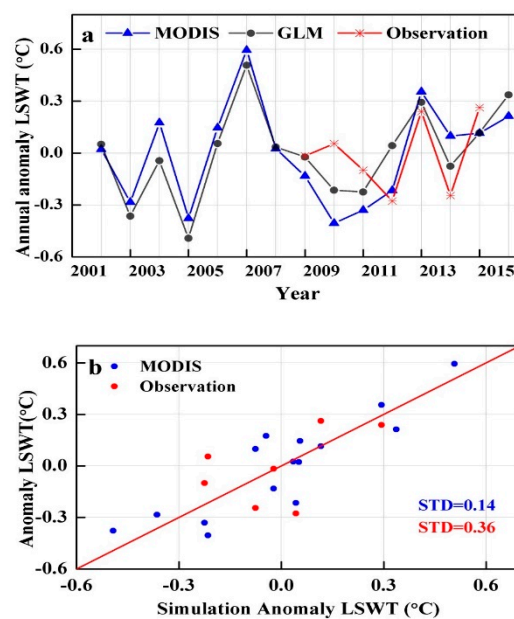 a MODIS GLM Observation
Annual anomaly LSWT (°C)
0.6
0.3
0.0
-0.3
-0.6
2001 2003 2005 2007 2009 2011 2013 2015
Year
b MODIS
Observation
Anomaly LSWT(°C)
0.6
0.3
0.0
-0.3
-0.6
STD=0.14
STD=0.36
-0.6 -0.3 0.0 0.3 0.6
Simulation Anomaly LSWT (°C)